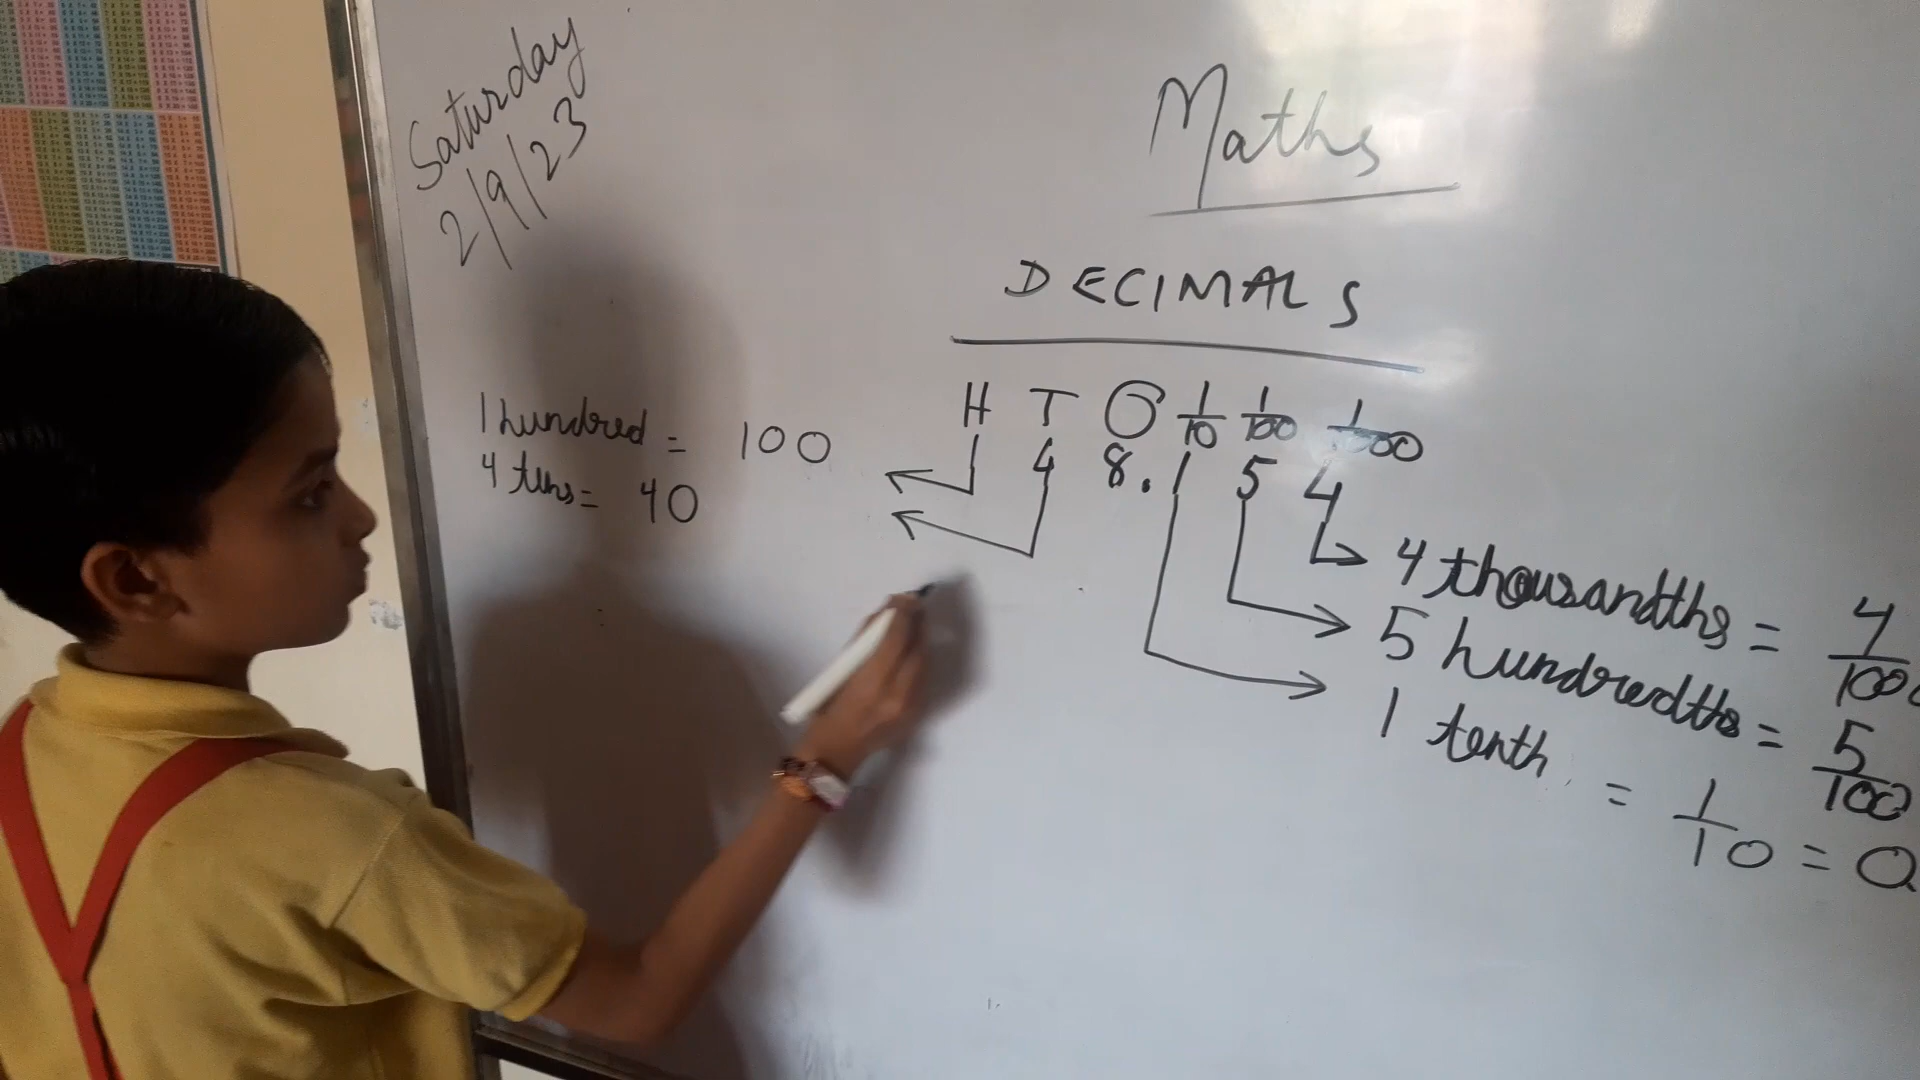 Saturday
2/9/23
Maths
DECIMALS
H T O 1/10 1/100 1/1000
1 4 8.1 5 4
1 hundred = 100
4 tens = 40
4 thousandths = 4/1000
5 hundredths = 5/100
1 tenth = 1/10 = 0